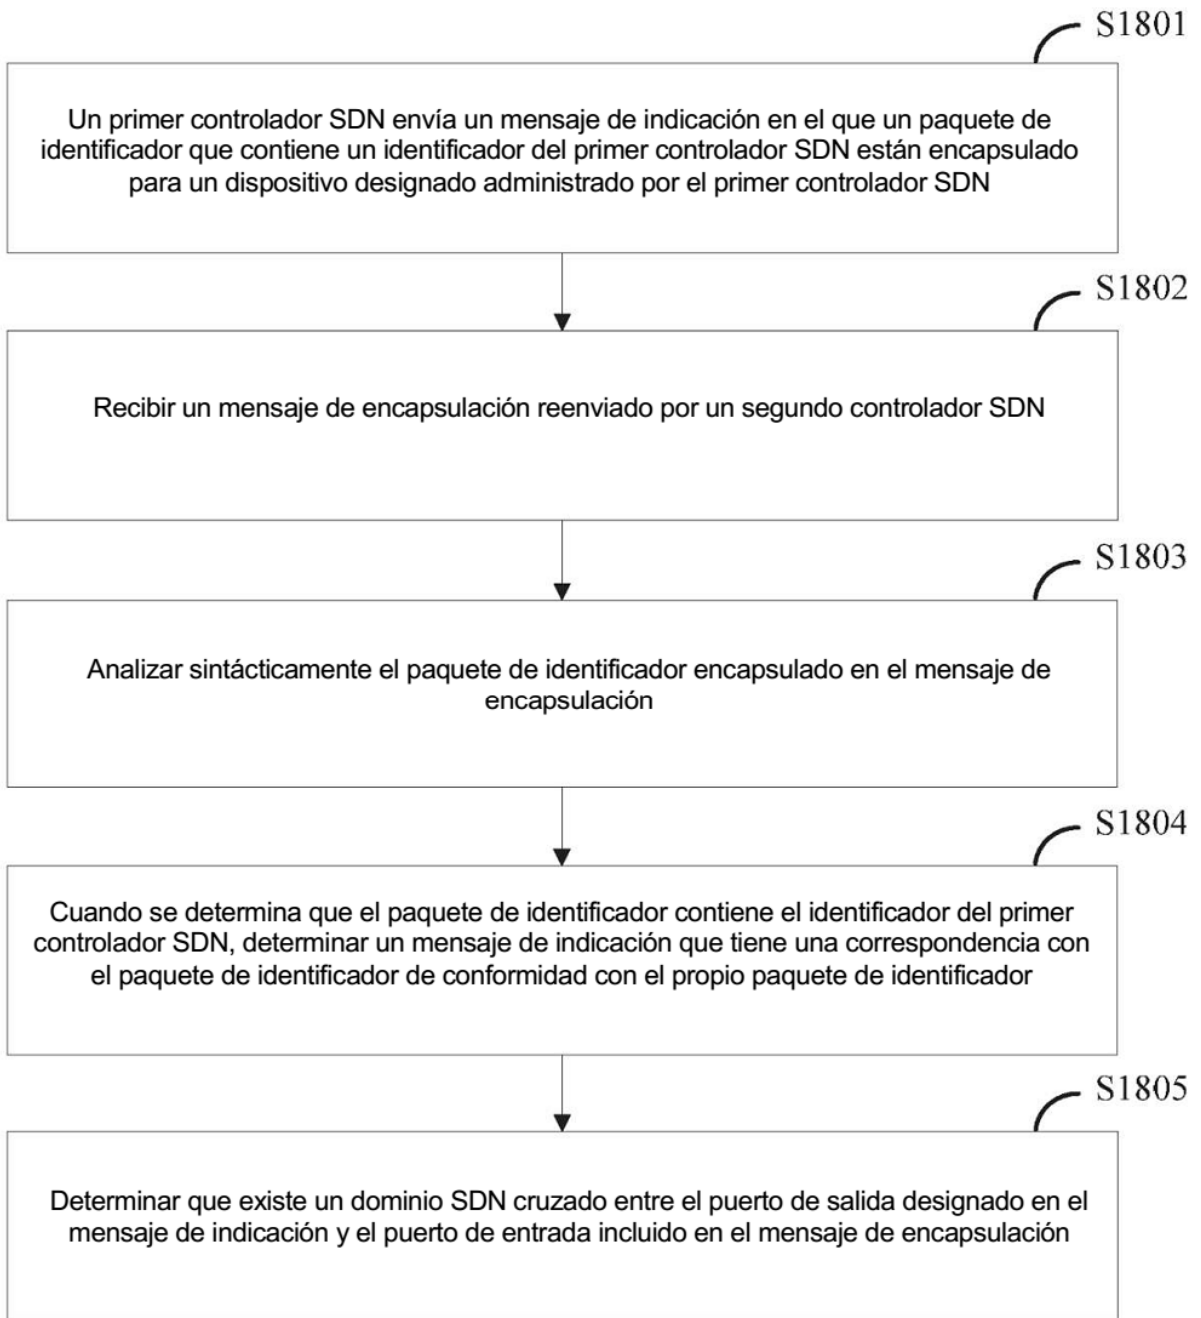 S1801
Un primer controlador SDN envía un mensaje de indicación en el que un paquete de
identificador que contiene un identificador del primer controlador SDN están encapsulado
para un dispositivo designado administrado por el primer controlador SDN
S1802
Recibir un mensaje de encapsulación reenviado por un segundo controlador SDN
S1803
Analizar sintácticamente el paquete de identificador encapsulado en el mensaje de
encapsulación
S1804
Cuando se determina que el paquete de identificador contiene el identificador del primer
controlador SDN, determinar un mensaje de indicación que tiene una correspondencia con
el paquete de identificador de conformidad con el propio paquete de identificador
S1805
Determinar que existe un dominio SDN cruzado entre el puerto de salida designado en el
mensaje de indicación y el puerto de entrada incluido en el mensaje de encapsulación